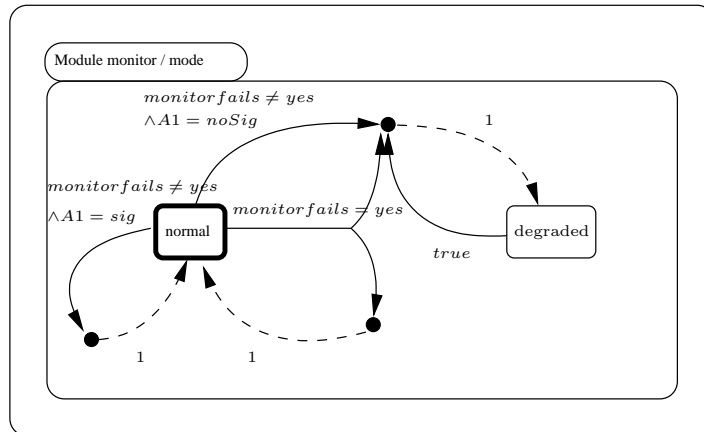 Module monitor / mode
monitorfails ≠ yes
∧A1 = noSig
1
monitorfails ≠ yes
∧A1 = sig
monitorfails = yes
normal
degraded
true
1
1